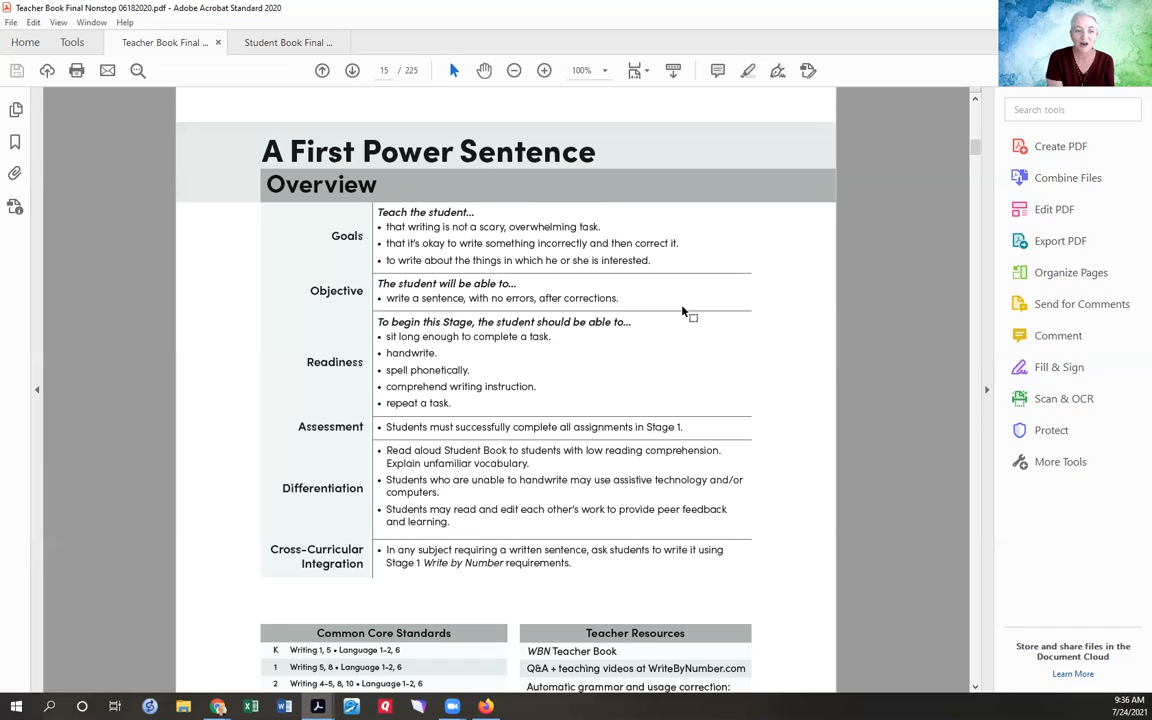 Teacher Book Final Nonstop 06182020.pdf - Adobe Acrobat Standard 2020
File Edit View Window Help
Home Tools Teacher Book Final ... × Student Book Final ...
15 / 225 100%
Search tools
A First Power Sentence
Overview
Goals
Teach the student...
• that writing is not a scary, overwhelming task.
• that it's okay to write something incorrectly and then correct it.
• to write about the things in which he or she is interested.
Objective
The student will be able to...
• write a sentence, with no errors, after corrections.
Readiness
To begin this Stage, the student should be able to...
• sit long enough to complete a task.
• handwrite.
• spell phonetically.
• comprehend writing instruction.
• repeat a task.
Assessment
• Students must successfully complete all assignments in Stage 1.
Differentiation
• Read aloud Student Book to students with low reading comprehension.
Explain unfamiliar vocabulary.
• Students who are unable to handwrite may use assistive technology and/or
computers.
• Students may read and edit each other's work to provide peer feedback
and learning.
Cross-Curricular
Integration
• In any subject requiring a written sentence, ask students to write it using
Stage 1 Write by Number requirements.
Common Core Standards
K Writing 1, 5 • Language 1-2, 6
1 Writing 5, 8 • Language 1-2, 6
2 Writing 4-5, 8, 10 • Language 1-2, 6
Teacher Resources
WBN Teacher Book
Q&A + teaching videos at WriteByNumber.com
Automatic grammar and usage correction:
Create PDF
Combine Files
Edit PDF
Export PDF
Organize Pages
Send for Comments
Comment
Fill & Sign
Scan & OCR
Protect
More Tools
Store and share files in the
Document Cloud
Learn More
9:36 AM
7/24/2021